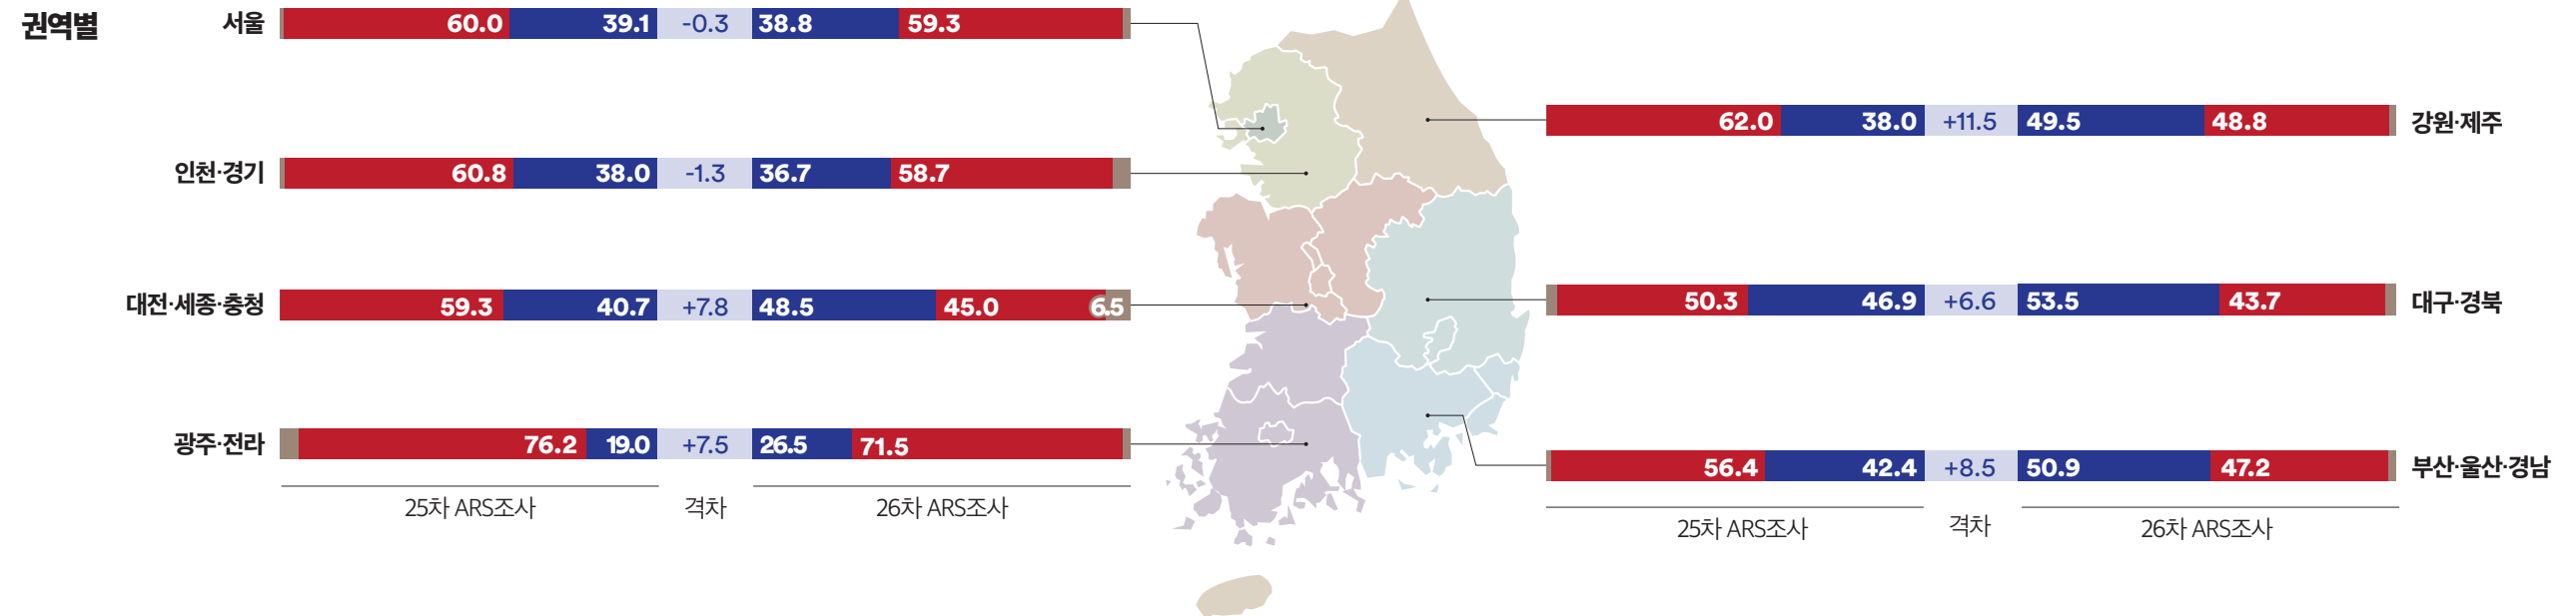 권역별
서울 60.0 39.1 -0.3 38.8 59.3
인천·경기 60.8 38.0 -1.3 36.7 58.7
대전·세종·충청 59.3 40.7 +7.8 48.5 45.0 6.5
광주·전라 76.2 19.0 +7.5 26.5 71.5
25차 ARS조사 격차 26차 ARS조사
62.0 38.0 +11.5 49.5 48.8 강원·제주
50.3 46.9 +6.6 53.5 43.7 대구·경북
56.4 42.4 +8.5 50.9 47.2 부산·울산·경남
25차 ARS조사 격차 26차 ARS조사